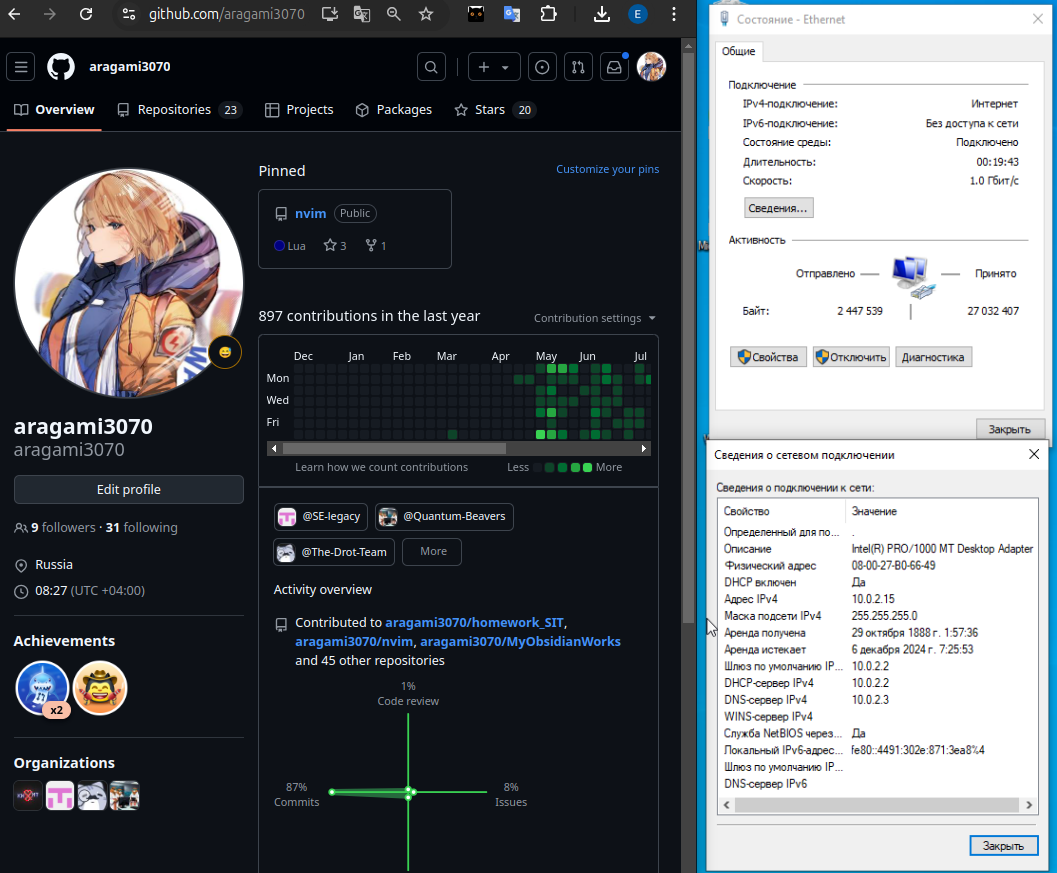 github.com/aragami3070
E
aragami3070
Overview
Repositories 23
Projects
Packages
Stars 20
aragami3070
aragami3070
Edit profile
9 followers · 31 following
Russia
08:27 (UTC +04:00)
Achievements
x2
Organizations
Pinned
Customize your pins
nvim Public
Lua 3 1
897 contributions in the last year
Contribution settings
Dec Jan Feb Mar Apr May Jun Jul
Mon
Wed
Fri
Learn how we count contributions
Less More
@SE-legacy
@Quantum-Beavers
@The-Drot-Team
More
Activity overview
Contributed to aragami3070/homework_SIT,
aragami3070/nvim, aragami3070/MyObsidianWorks
and 45 other repositories
1%
Code review
87%
Commits
8%
Issues
Состояние - Ethernet
Общие
Подключение
IPv4-подключение: Интернет
IPv6-подключение: Без доступа к сети
Состояние среды: Подключено
Длительность: 00:19:43
Скорость: 1.0 Гбит/с
Сведения...
Активность
Отправлено — — Принято
Байт: 2 447 539 27 032 407
Свойства
Отключить
Диагностика
Закрыть
Сведения о сетевом подключении
Сведения о подключении к сети:
Свойство Значение
Определенный для по... .
Описание Intel(R) PRO/1000 MT Desktop Adapter
Физический адрес 08-00-27-B0-66-49
DHCP включен Да
Адрес IPv4 10.0.2.15
Маска подсети IPv4 255.255.255.0
Аренда получена 29 октября 1888 г. 1:57:36
Аренда истекает 6 декабря 2024 г. 7:25:53
Шлюз по умолчанию IP... 10.0.2.2
DHCP-сервер IPv4 10.0.2.2
DNS-сервер IPv4 10.0.2.3
WINS-сервер IPv4
Служба NetBIOS через... Да
Локальный IPv6-адрес... fe80::4491:302e:871:3ea8%4
Шлюз по умолчанию IP...
DNS-сервер IPv6
Закрыть